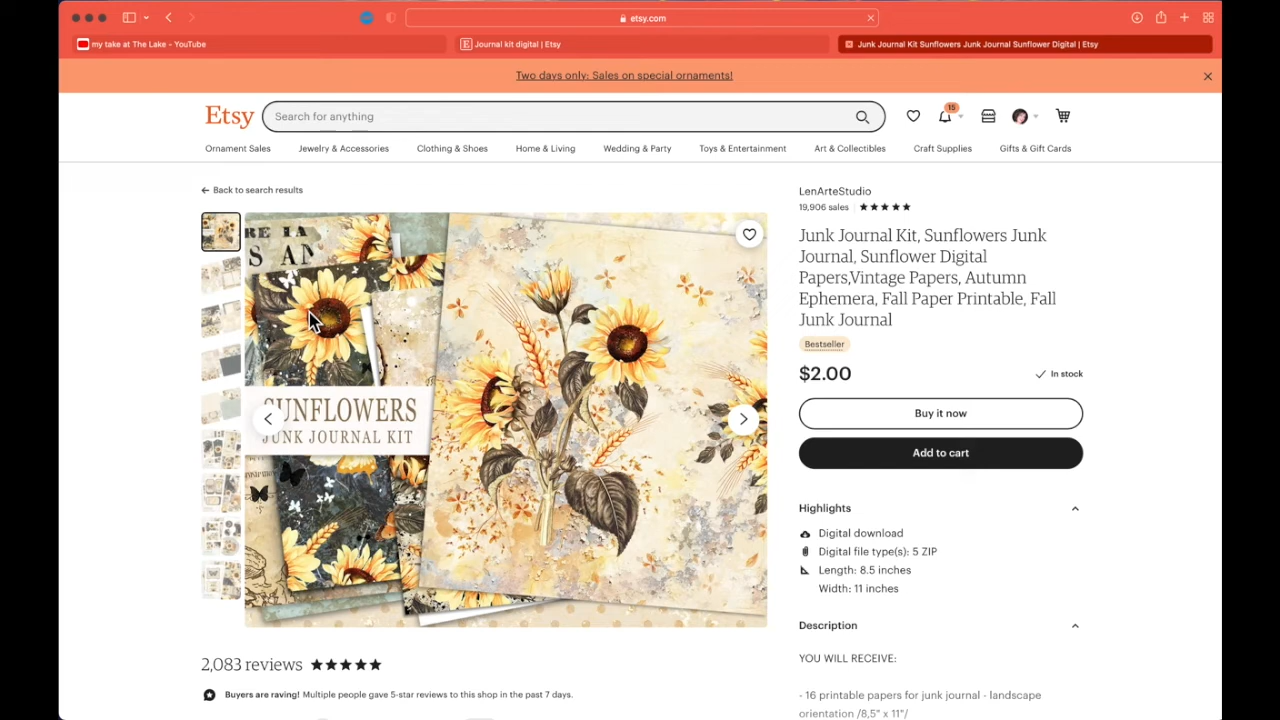 etsy.com
my take at The Lake - YouTube
Journal kit digital | Etsy
Junk Journal Kit Sunflowers Junk Journal Sunflower Digital | Etsy
Two days only: Sales on special ornaments!
Etsy
Search for anything
15
Ornament Sales
Jewelry & Accessories
Clothing & Shoes
Home & Living
Wedding & Party
Toys & Entertainment
Art & Collectibles
Craft Supplies
Gifts & Gift Cards
Back to search results
RE IA
S AN
SUNFLOWERS
JUNK JOURNAL KIT
LenArteStudio
19,906 sales
Junk Journal Kit, Sunflowers Junk
Journal, Sunflower Digital
Papers,Vintage Papers, Autumn
Ephemera, Fall Paper Printable, Fall
Junk Journal
Bestseller
$2.00
In stock
Buy it now
Add to cart
Highlights
Digital download
Digital file type(s): 5 ZIP
Length: 8.5 inches
Width: 11 inches
Description
YOU WILL RECEIVE:
- 16 printable papers for junk journal - landscape
orientation /8,5" x 11"/
2,083 reviews
Buyers are raving! Multiple people gave 5-star reviews to this shop in the past 7 days.